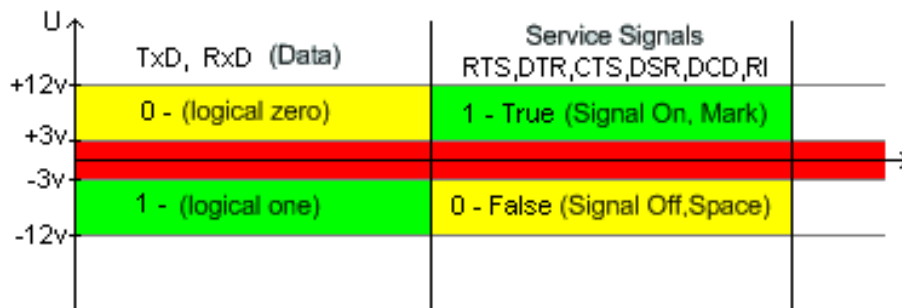 U
TxD, RxD (Data)
Service Signals
RTS,DTR,CTS,DSR,DCD,RI
+12v
0 - (logical zero)
1 - True (Signal On, Mark)
+3v
-3v
1 - (logical one)
0 - False (Signal Off,Space)
-12v